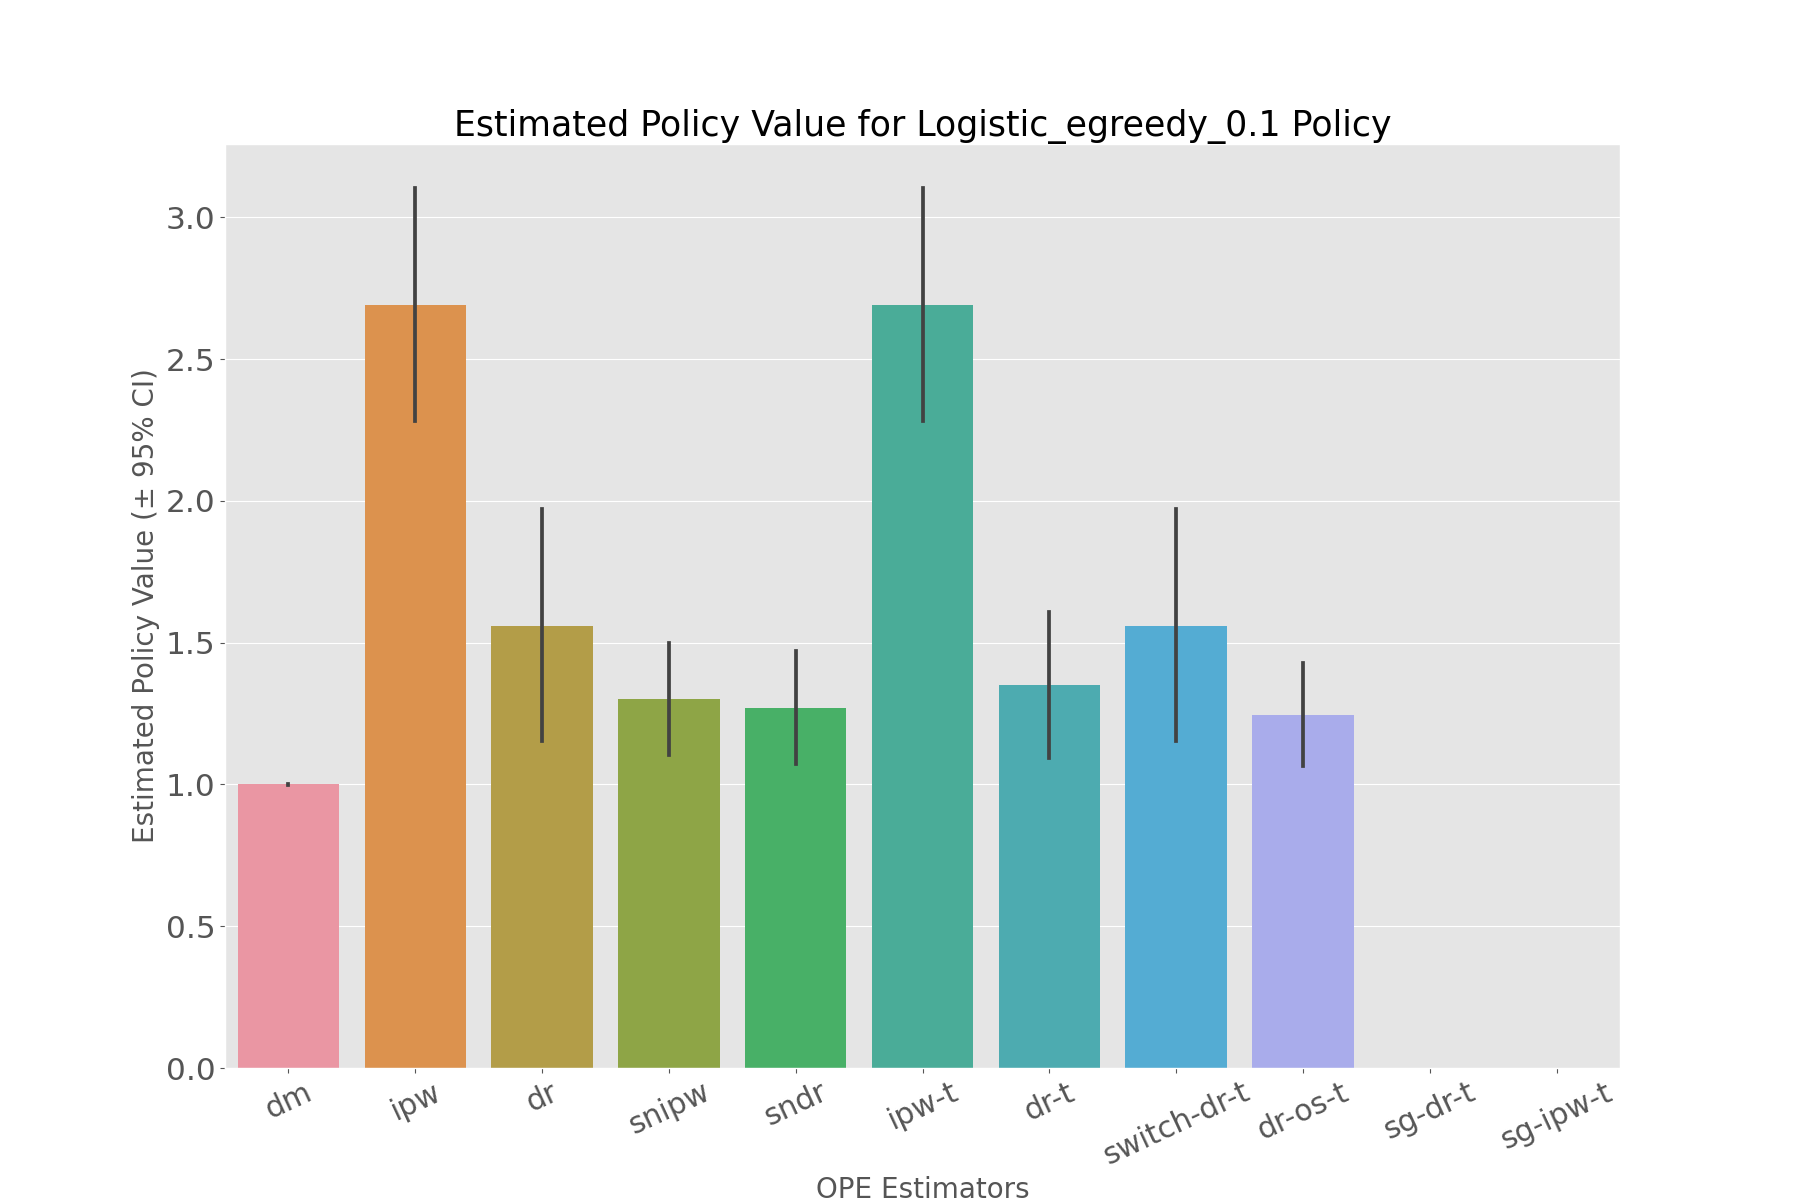 Estimated Policy Value for Logistic_egreedy_0.1 Policy
Estimated Policy Value (± 95% CI)
3.0
2.5
2.0
1.5
1.0
0.5
0.0
dm
ipw
dr
snipw
sndr
ipw-t
dr-t
switch-dr-t
dr-os-t
sg-dr-t
sg-ipw-t
OPE Estimators